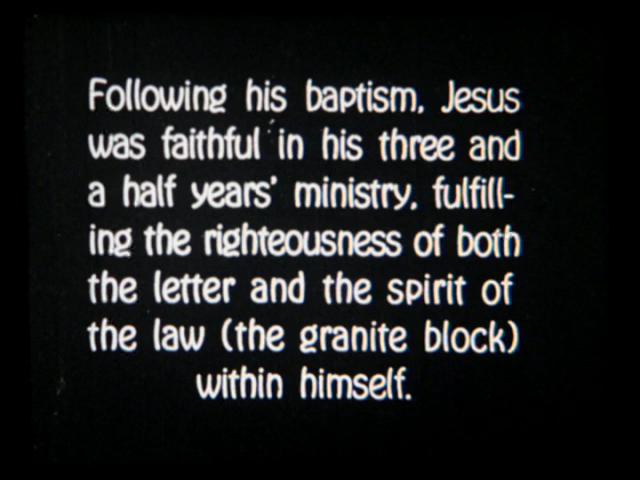 Following his baptism, Jesus
was faithful in his three and
a half years' ministry, fulfill-
ing the righteousness of both
the letter and the spirit of
the law (the granite block)
within himself.